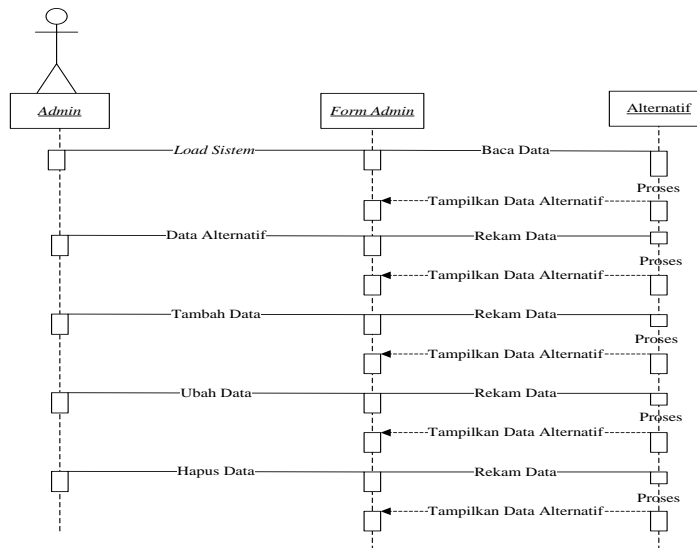 Admin
Form Admin
Alternatif
Load Sistem
Baca Data
Proses
Tampilkan Data Alternatif
Data Alternatif
Rekam Data
Proses
Tampilkan Data Alternatif
Tambah Data
Rekam Data
Proses
Tampilkan Data Alternatif
Ubah Data
Rekam Data
Proses
Tampilkan Data Alternatif
Hapus Data
Rekam Data
Proses
Tampilkan Data Alternatif